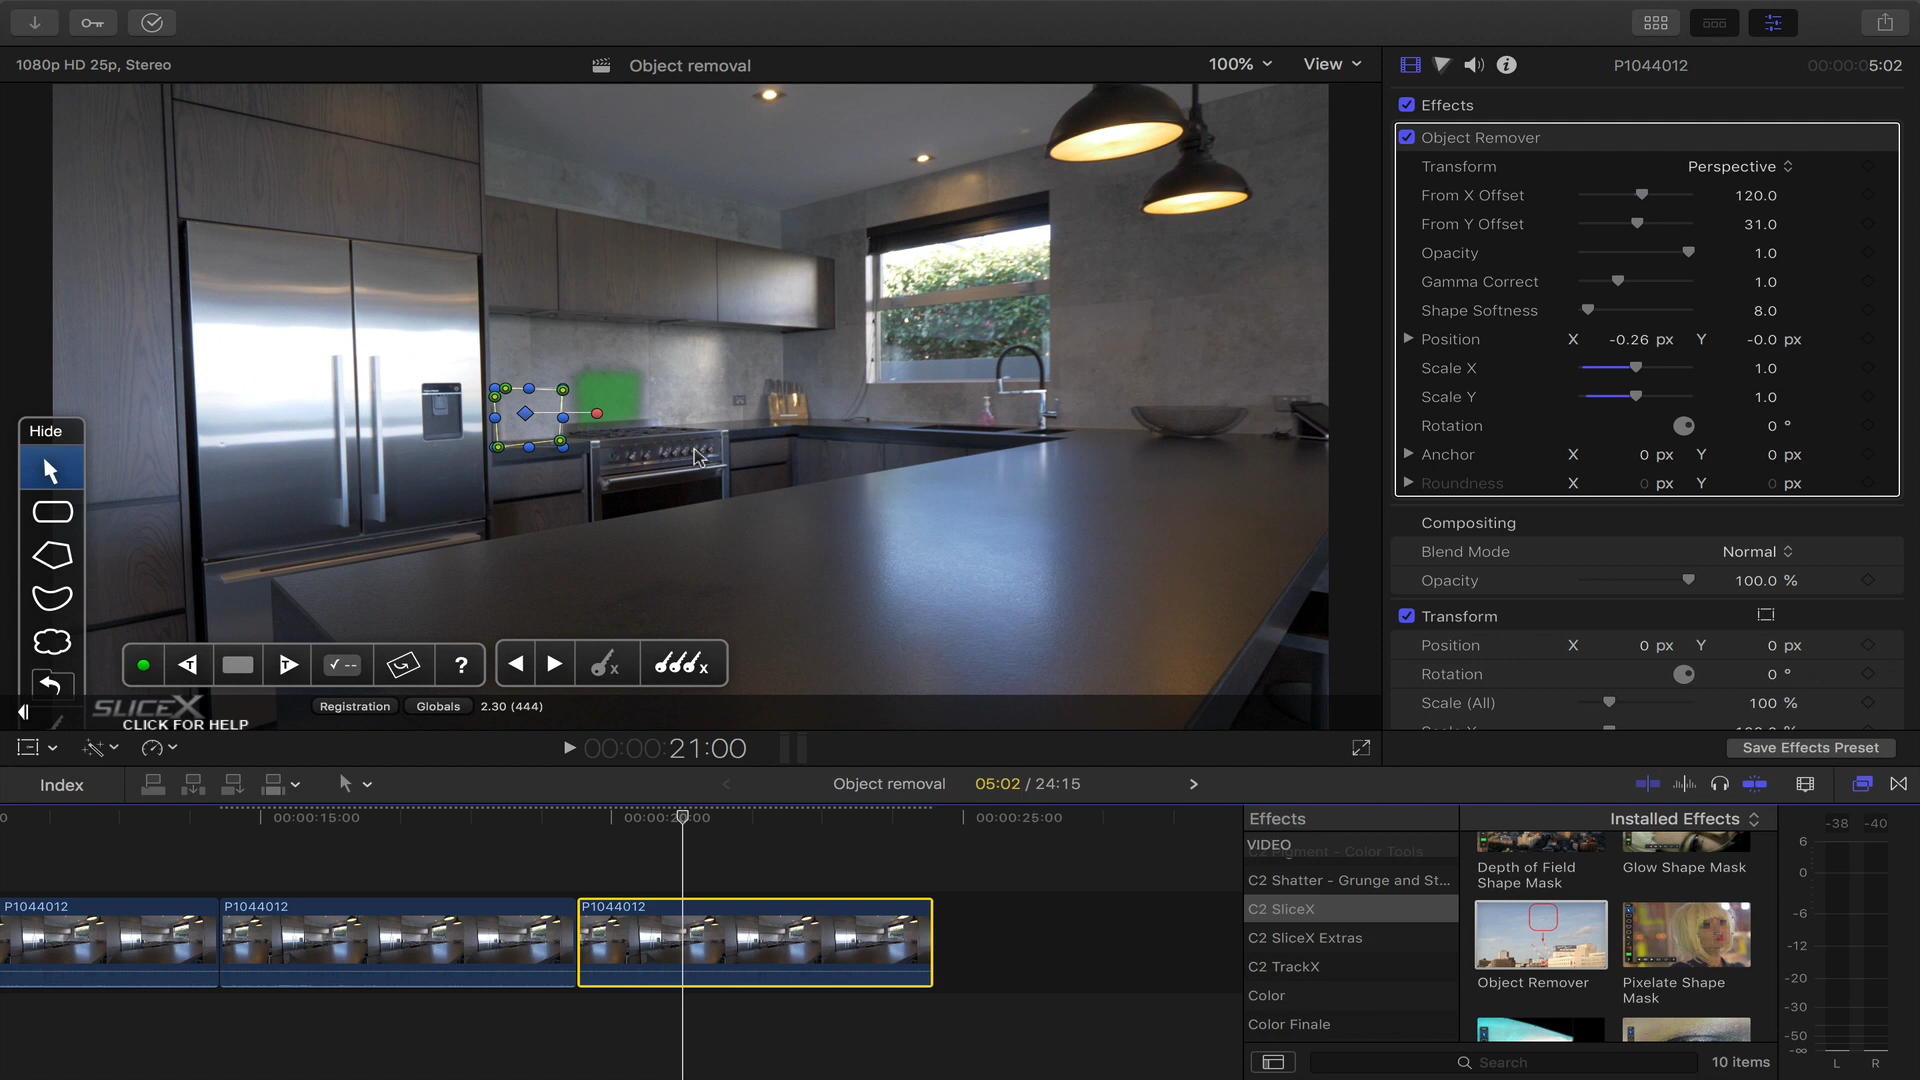 1080p HD 25p, Stereo
Object removal
100%
View
P1044012
00:00:05:02
Effects
Object Remover
Transform
Perspective
From X Offset
120.0
From Y Offset
31.0
Opacity
1.0
Gamma Correct
1.0
Shape Softness
8.0
Position X -0.26 px Y -0.0 px
Scale X
1.0
Scale Y
1.0
Rotation
0 °
Anchor X 0 px Y 0 px
Roundness X 0 px Y 0 px
Compositing
Blend Mode
Normal
Opacity
100.0 %
Transform
Position X 0 px Y 0 px
Rotation
0 °
Scale (All)
100 %
Save Effects Preset
Hide
T
T
✓ --
?
x
x
SLICEX
CLICK FOR HELP
Registration
Globals
2.30 (444)
00:00:21:00
Index
Object removal
05:02 / 24:15
00:00:15:00
00:00:20:00
00:00:25:00
P1044012
P1044012
P1044012
Effects
Installed Effects
VIDEO
C2 Pigment - Color Tools
C2 Shatter - Grunge and St...
C2 SliceX
C2 SliceX Extras
C2 TrackX
Color
Color Finale
Depth of Field
Shape Mask
Glow Shape Mask
Object Remover
Pixelate Shape
Mask
Search
10 items
-38 -40
6
0
-6
-12
-20
-30
-50
-∞
L R